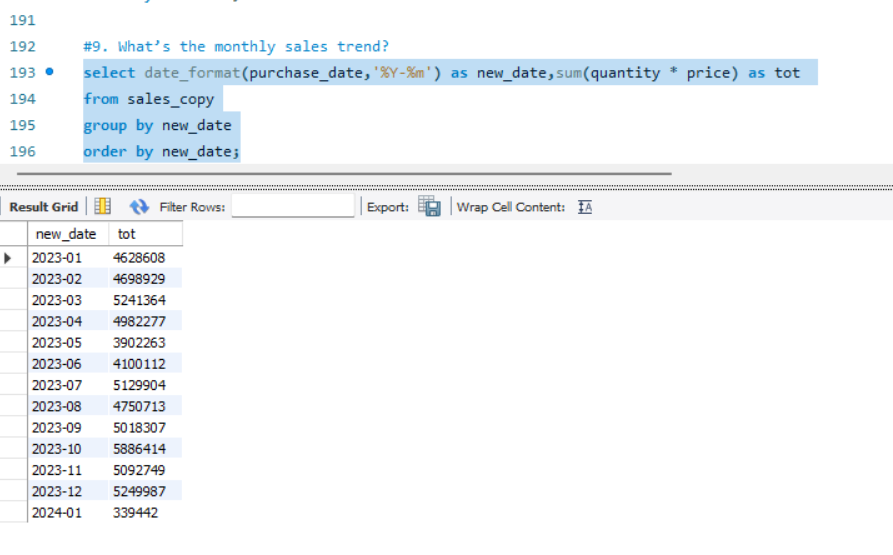 191
192 #9. What's the monthly sales trend?
193 select date_format(purchase_date,'%Y-%m') as new_date,sum(quantity * price) as tot
194 from sales_copy
195 group by new_date
196 order by new_date;
Result Grid Filter Rows: Export: Wrap Cell Content:
new_date tot
2023-01 4628608
2023-02 4698929
2023-03 5241364
2023-04 4982277
2023-05 3902263
2023-06 4100112
2023-07 5129904
2023-08 4750713
2023-09 5018307
2023-10 5886414
2023-11 5092749
2023-12 5249987
2024-01 339442